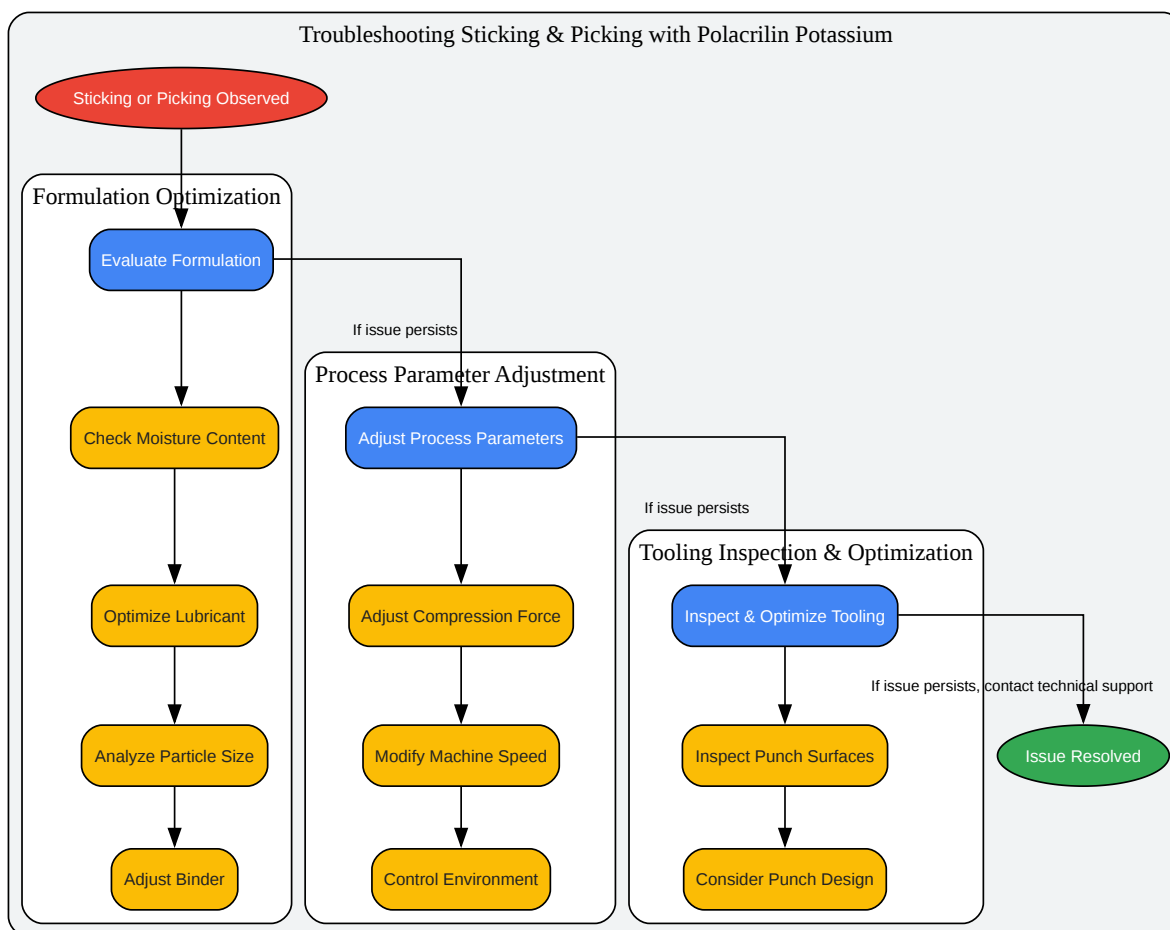 Troubleshooting Sticking & Picking with Polacrilin Potassium
Sticking or Picking Observed
Formulation Optimization
Evaluate Formulation
If issue persists
Process Parameter Adjustment
Check Moisture Content
Adjust Process Parameters
If issue persists
Tooling Inspection & Optimization
Optimize Lubricant
Adjust Compression Force
Inspect & Optimize Tooling
If issue persists, contact technical support
Analyze Particle Size
Modify Machine Speed
Inspect Punch Surfaces
Issue Resolved
Adjust Binder
Control Environment
Consider Punch Design